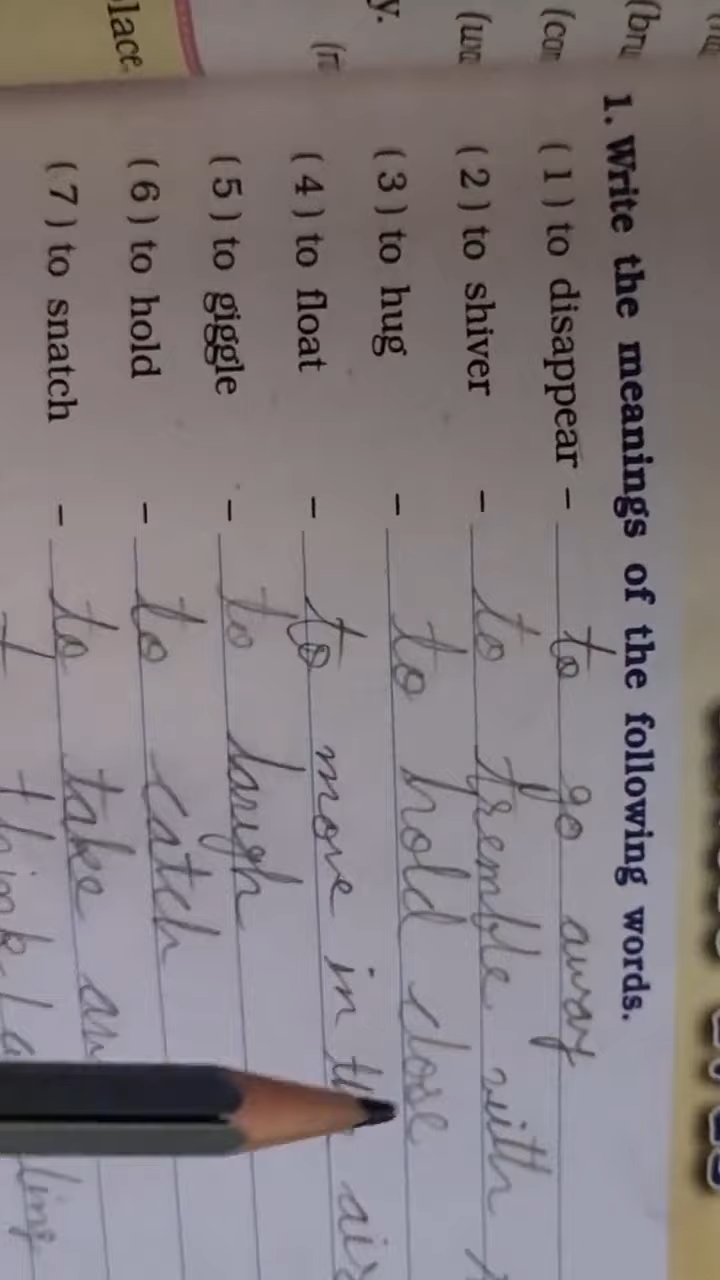 1. Write the meanings of the following words.
( 1 ) to disappear - to go away
( 2 ) to shiver - to tremble with
( 3 ) to hug - to hold close
( 4 ) to float - to move in the air
( 5 ) to giggle - to laugh
( 6 ) to hold - to catch
( 7 ) to snatch - to take
lace.
y.